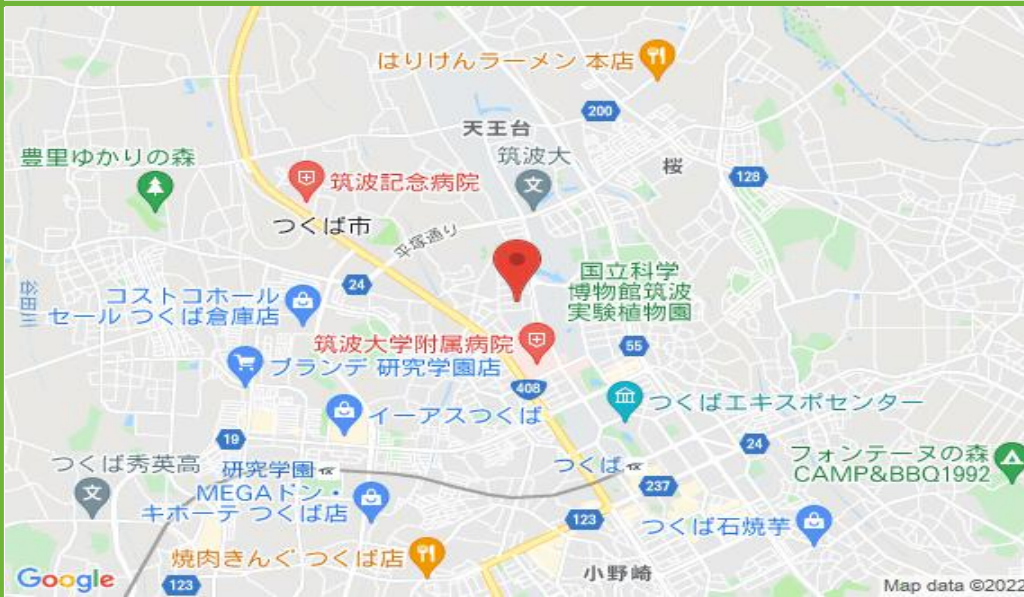 はりけんラーメン 本店
200
天王台
豊里ゆかりの森
筑波大
文
桜
128
筑波記念病院
つくば市
平塚通り
24
谷田川
国立科学
博物館筑波
実験植物園
コストコホール
セール つくば倉庫店
筑波大学附属病院
55
ブランデ 研究学園店
408
イーアスつくば
つくばエキスポセンター
19
24
つくば秀英高
文
研究学園
つくば
フォンテーヌの森
CAMP&BBQ1992
MEGAドン・
キホーテ つくば店
237
123
つくば石焼芋
焼肉きんぐ つくば店
小野崎
Google
123
Map data ©2022